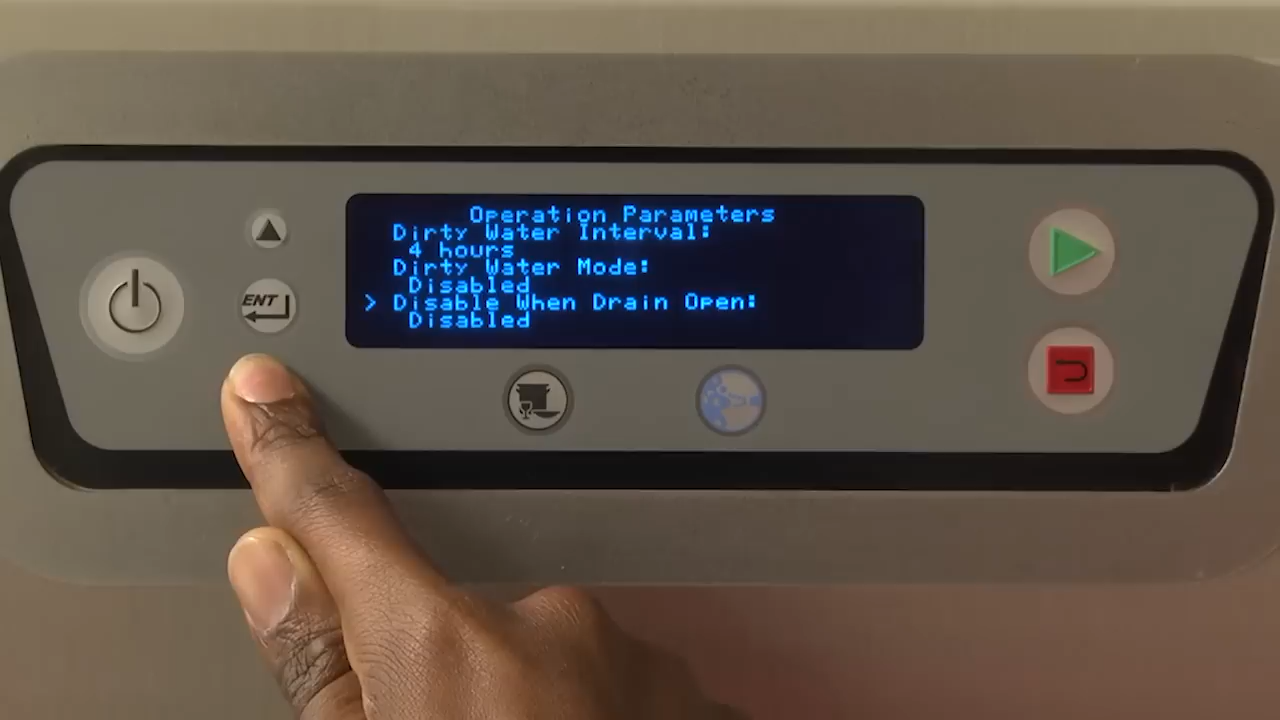 Operation Parameters
Dirty Water Interval:
4 hours
Dirty Water Mode:
Disabled
> Disable When Drain Open:
Disabled
ENT